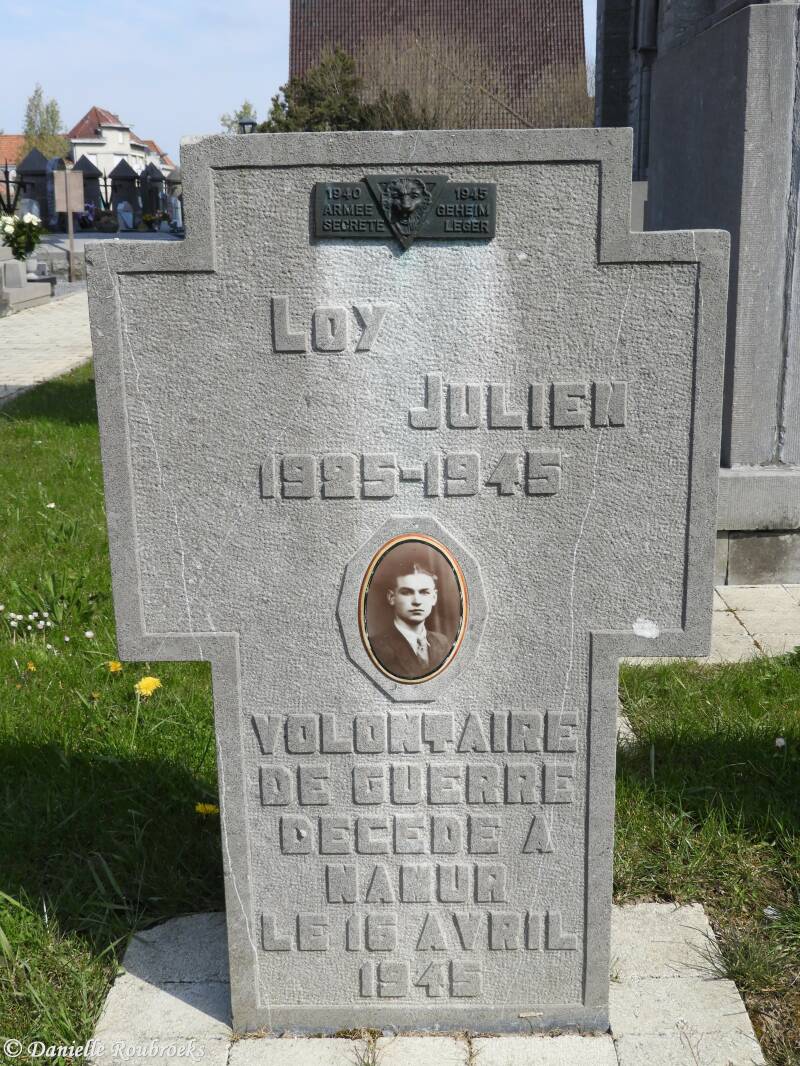 1940 1945
ARMEE GEHEIM
SECRETE LEGER
LOY
JULIEN
1925-1945
VOLONTAIRE
DE GUERRE
DECEDE A
NAMUR
LE 16 AVRIL
1945
© Danielle Roubroeks